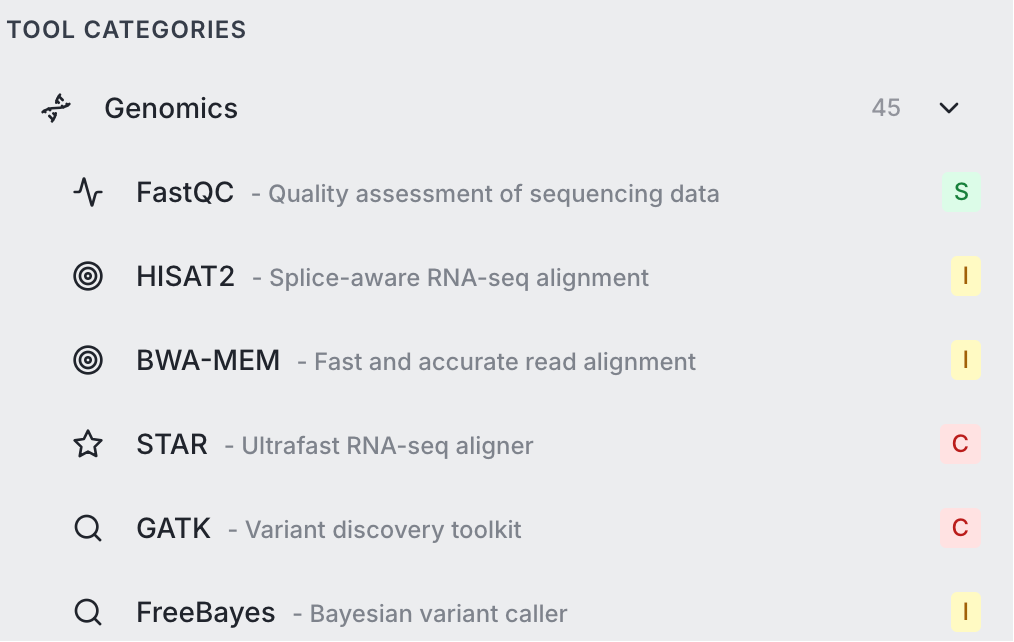 TOOL CATEGORIES
Genomics 45
FastQC - Quality assessment of sequencing data S
HISAT2 - Splice-aware RNA-seq alignment I
BWA-MEM - Fast and accurate read alignment I
STAR - Ultrafast RNA-seq aligner C
GATK - Variant discovery toolkit C
FreeBayes - Bayesian variant caller I